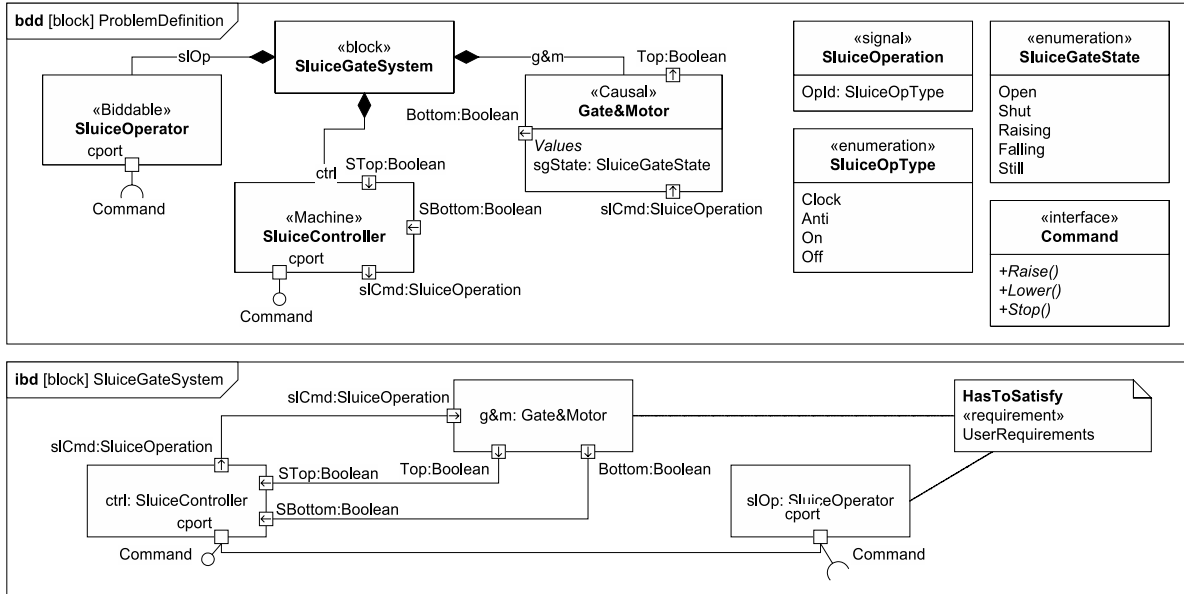 bdd [block] ProblemDefinition
slOp
«block»
SluiceGateSystem
g&m
Top:Boolean
«Biddable»
SluiceOperator
cport
Command
«Causal»
Gate&Motor
Bottom:Boolean
Values
sgState: SluiceGateState
slCmd:SluiceOperation
ctrl
STop:Boolean
SBottom:Boolean
«Machine»
SluiceController
cport
slCmd:SluiceOperation
Command
«signal»
SluiceOperation
OpId: SluiceOpType
«enumeration»
SluiceOpType
Clock
Anti
On
Off
«enumeration»
SluiceGateState
Open
Shut
Raising
Falling
Still
«interface»
Command
+Raise()
+Lower()
+Stop()
ibd [block] SluiceGateSystem
slCmd:SluiceOperation
g&m: Gate&Motor
HasToSatisfy
«requirement»
UserRequirements
slCmd:SluiceOperation
STop:Boolean
Top:Boolean
Bottom:Boolean
ctrl: SluiceController
SBottom:Boolean
cport
Command
slOp: SluiceOperator
cport
Command